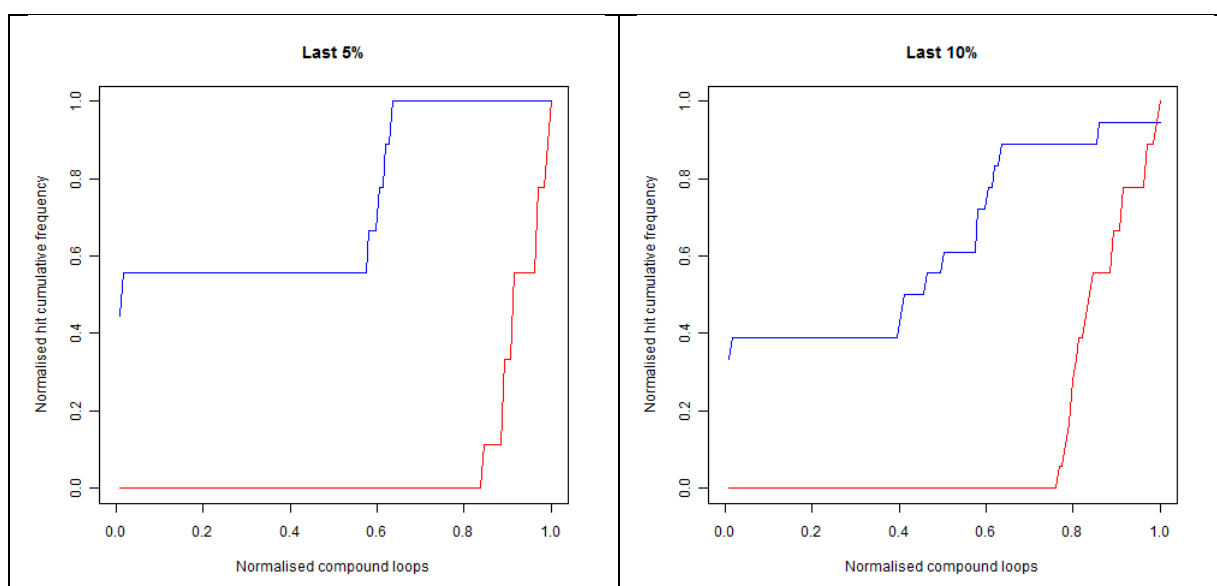 Last 5%
Normalised hit cumulative frequency
1.0
0.8
0.6
0.4
0.2
0.0
0.0 0.2 0.4 0.6 0.8 1.0
Normalised compound loops
Last 10%
Normalised hit cumulative frequency
1.0
0.8
0.6
0.4
0.2
0.0
0.0 0.2 0.4 0.6 0.8 1.0
Normalised compound loops